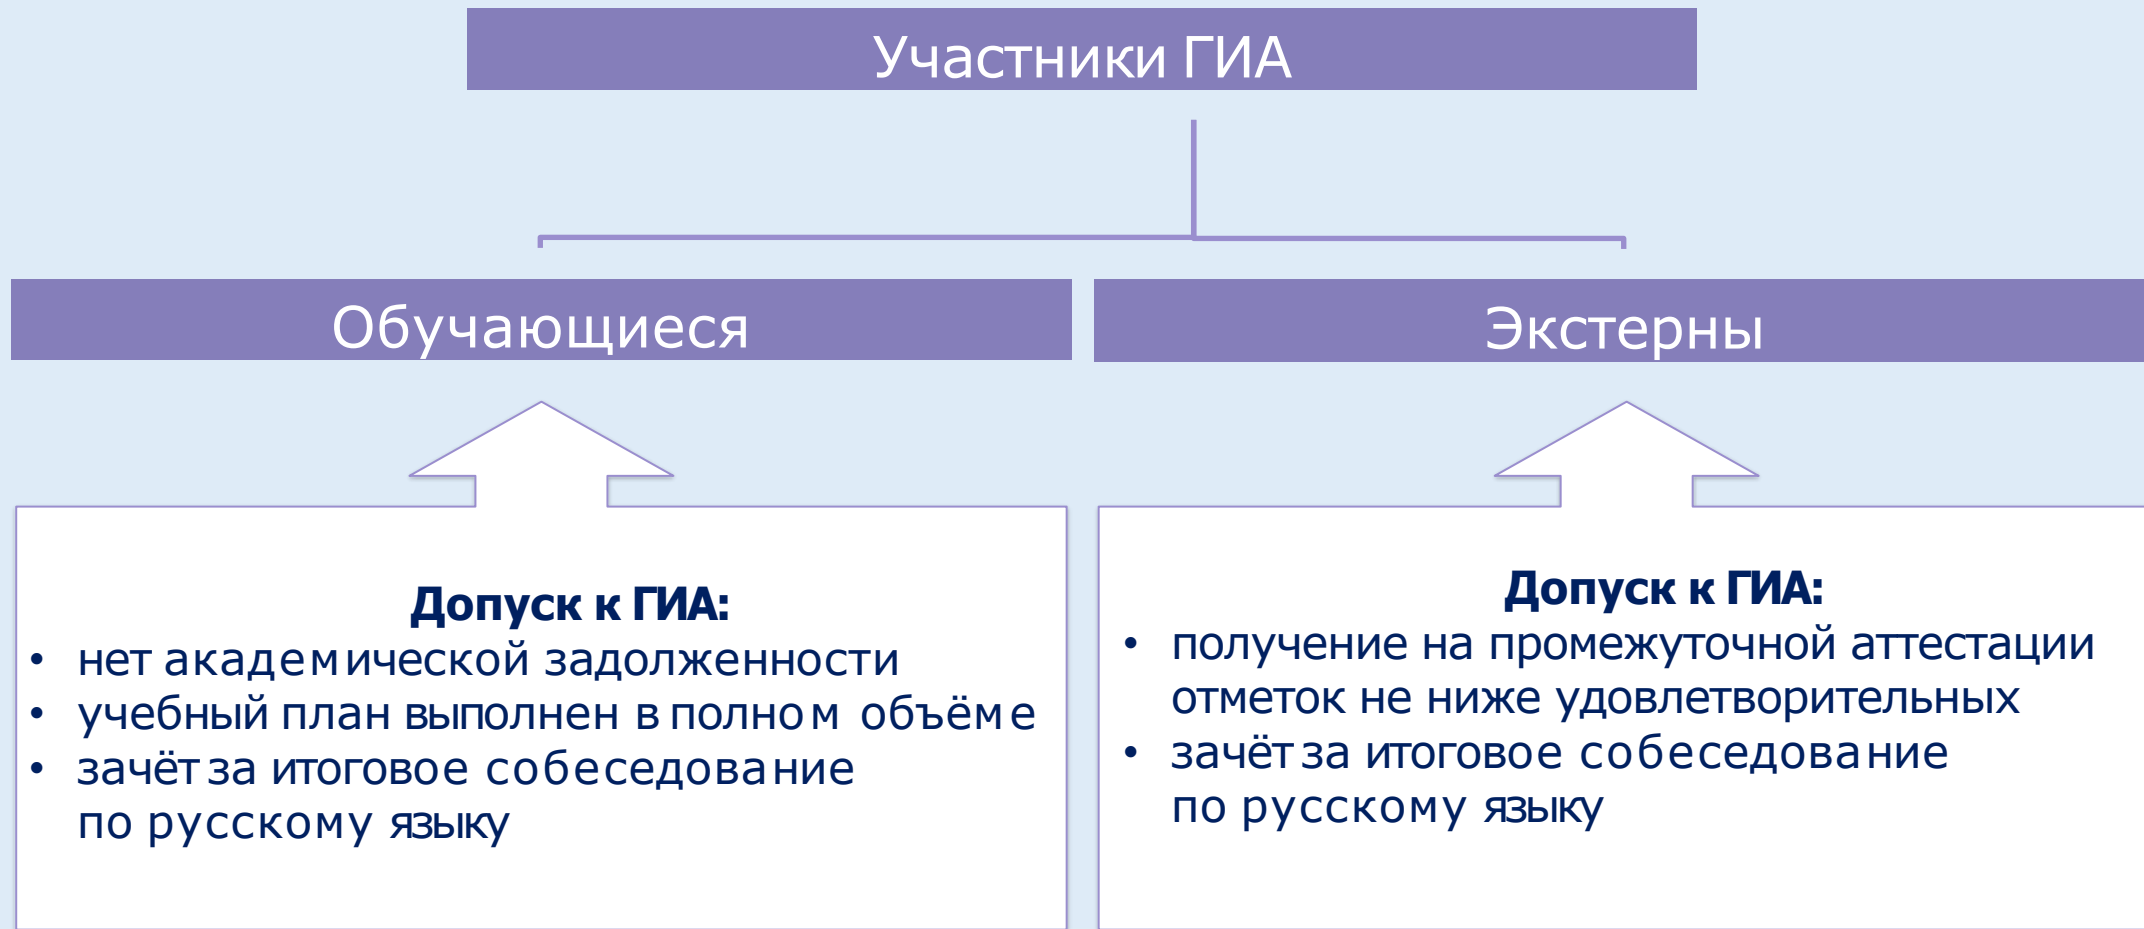 Участники ГИА
Обучающиеся
Экстерны
Допуск к ГИА:
• нет академической задолженности
• учебный план выполнен в полном объёме
• зачёт за итоговое собеседование
по русскому языку
Допуск к ГИА:
• получение на промежуточной аттестации
отметок не ниже удовлетворительных
• зачёт за итоговое собеседование
по русскому языку